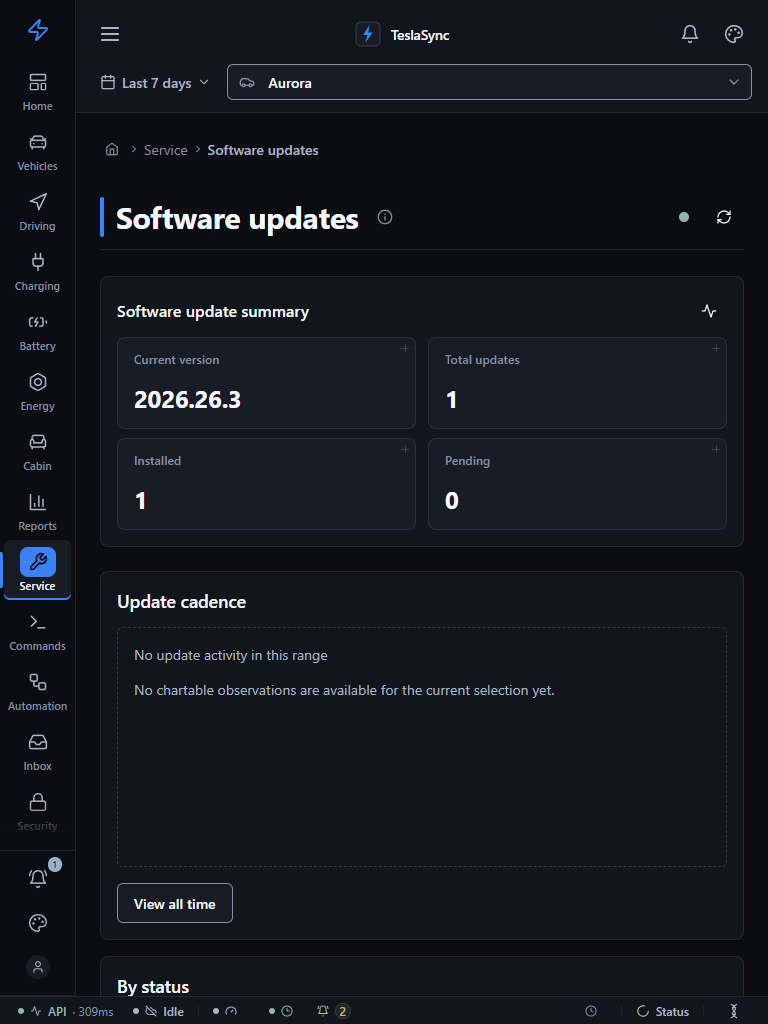 TeslaSync
Last 7 days
Aurora
Home
Vehicles
Driving
Charging
Battery
Energy
Cabin
Reports
Service
Commands
Automation
Inbox
Security
1
Service
Software updates
Software updates
Software update summary
Current version
2026.26.3
Total updates
1
Installed
1
Pending
0
Update cadence
No update activity in this range
No chartable observations are available for the current selection yet.
View all time
By status
API · 309ms
Idle
2
Status